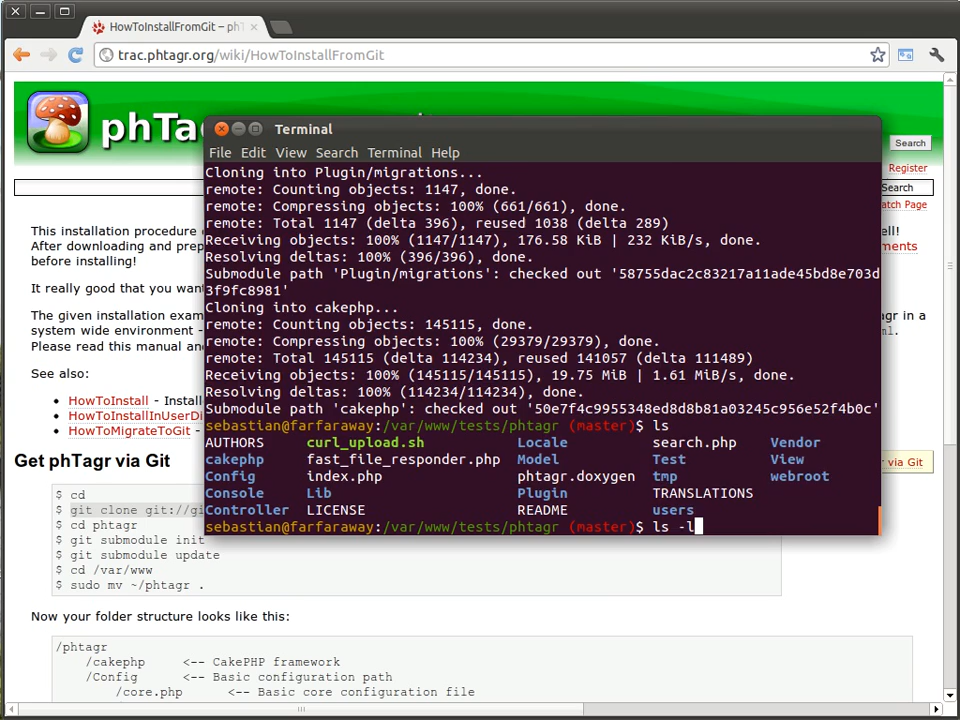 HowToInstallFromGit – phT
trac.phtagr.org/wiki/HowToInstallFromGit
phTag
Search
Register
Search
atch Page
Terminal
File Edit View Search Terminal Help
Cloning into Plugin/migrations...
remote: Counting objects: 1147, done.
remote: Compressing objects: 100% (661/661), done.
remote: Total 1147 (delta 396), reused 1038 (delta 289)
Receiving objects: 100% (1147/1147), 176.58 KiB | 232 KiB/s, done.
Resolving deltas: 100% (396/396), done.
Submodule path 'Plugin/migrations': checked out '58755dac2c83217a11ade45bd8e703d
3f9fc8981'
Cloning into cakephp...
remote: Counting objects: 145115, done.
remote: Compressing objects: 100% (29379/29379), done.
remote: Total 145115 (delta 114234), reused 141057 (delta 111489)
Receiving objects: 100% (145115/145115), 19.75 MiB | 1.61 MiB/s, done.
Resolving deltas: 100% (114234/114234), done.
Submodule path 'cakephp': checked out '50e7f4c9955348ed8d8b81a03245c956e52f4b0c'
sebastian@farfaraway:/var/www/tests/phtagr (master)$ ls
AUTHORS curl_upload.sh Locale search.php Vendor
cakephp fast_file_responder.php Model Test View
Config index.php phtagr.doxygen tmp webroot
Console Lib Plugin TRANSLATIONS
Controller LICENSE README users
sebastian@farfaraway:/var/www/tests/phtagr (master)$ ls -l
This installation procedure ell!
After downloading and prep ments
before installing!
It really good that you wan
The given installation exam agr in a
system wide environment - ml.
Please read this manual and
See also:
HowToInstall - Install
HowToInstallInUserDi
HowToMigrateToGit -
Get phTagr via Git
r via Git
$ cd
$ git clone git://gi
$ cd phtagr
$ git submodule init
$ git submodule update
$ cd /var/www
$ sudo mv ~/phtagr .
Now your folder structure looks like this:
/phtagr
/cakephp <-- CakePHP framework
/Config <-- Basic configuration path
/core.php <-- Basic core configuration file